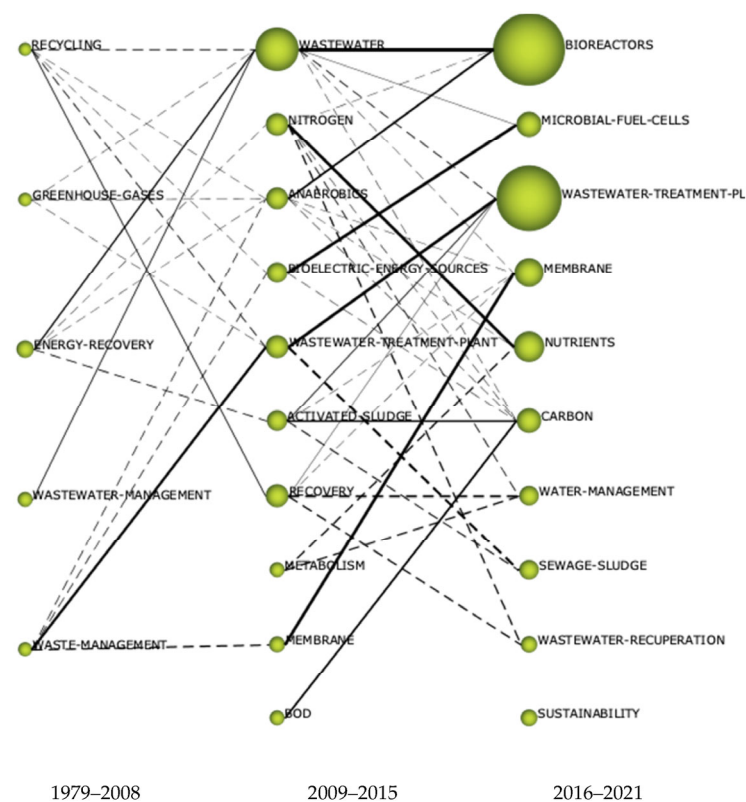 RECYCLING
GREENHOUSE-GASES
ENERGY-RECOVERY
WASTEWATER-MANAGEMENT
WASTE-MANAGEMENT
1979–2008
WASTEWATER
NITROGEN
ANAEROBICS
BIOELECTRIC-ENERGY-SOURCES
WASTEWATER-TREATMENT-PLANT
ACTIVATED-SLUDGE
RECOVERY
METABOLISM
MEMBRANE
BOD
2009–2015
BIOREACTORS
MICROBIAL-FUEL-CELLS
WASTEWATER-TREATMENT-PL
MEMBRANE
NUTRIENTS
CARBON
WATER-MANAGEMENT
SEWAGE-SLUDGE
WASTEWATER-RECUPERATION
SUSTAINABILITY
2016–2021